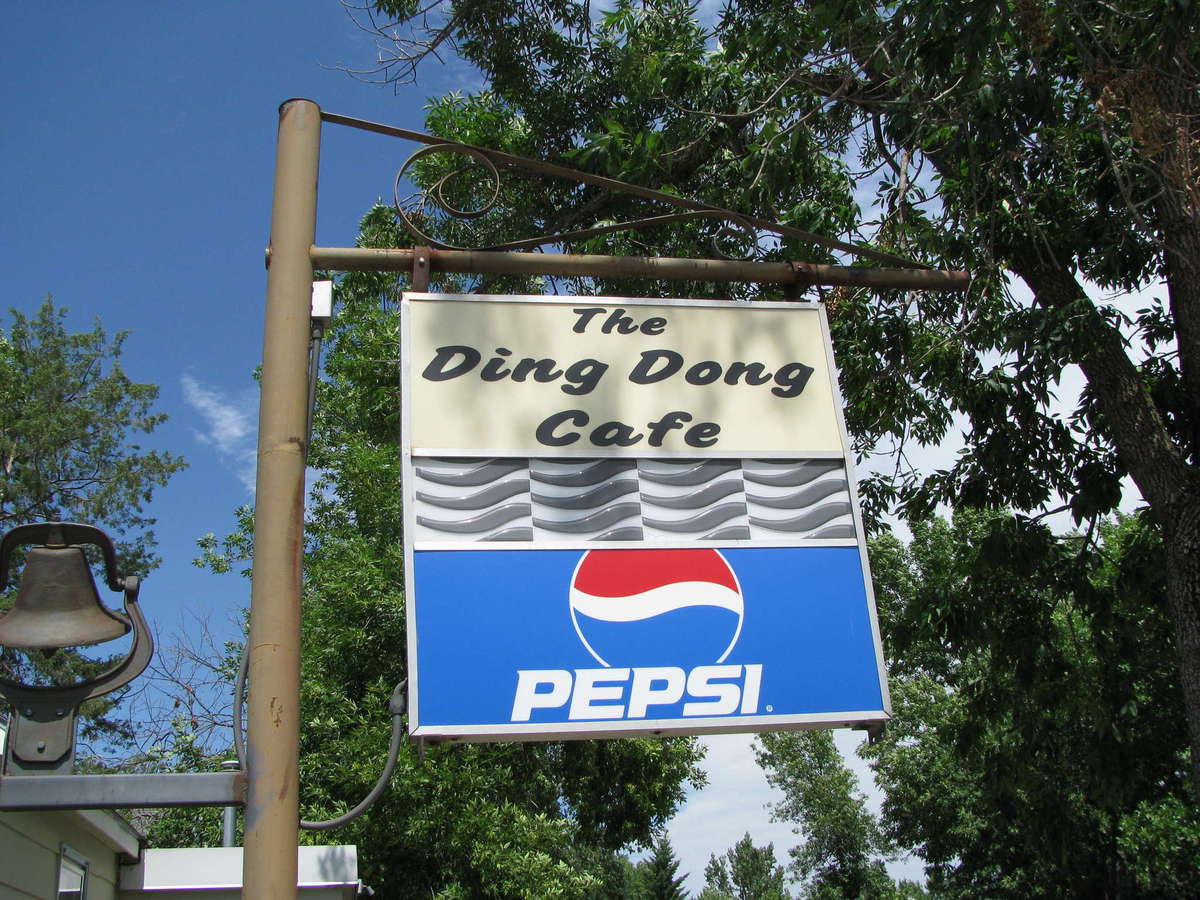 The
Ding Dong
Cafe
PEPSI